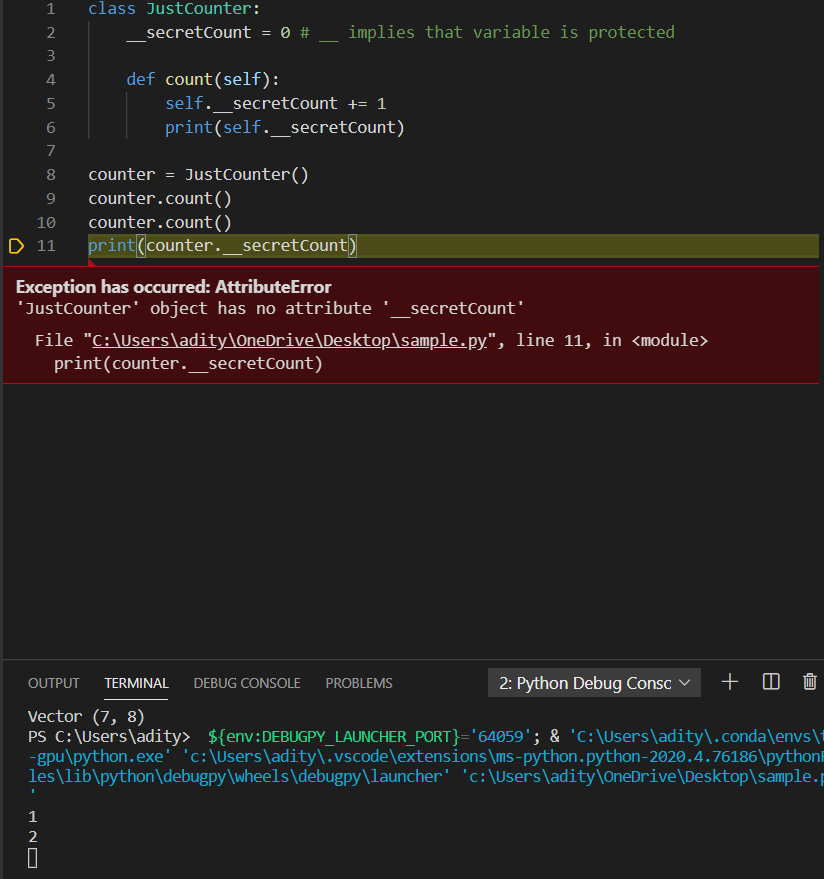 1 class JustCounter:
2 __secretCount = 0 # __ implies that variable is protected
3
4 def count(self):
5 self.__secretCount += 1
6 print(self.__secretCount)
7
8 counter = JustCounter()
9 counter.count()
10 counter.count()
11 print(counter.__secretCount)
Exception has occurred: AttributeError
'JustCounter' object has no attribute '__secretCount'
File "C:\Users\adity\OneDrive\Desktop\sample.py", line 11, in <module>
print(counter.__secretCount)
OUTPUT TERMINAL DEBUG CONSOLE PROBLEMS 2: Python Debug Consc
Vector (7, 8)
PS C:\Users\adity> ${env:DEBUGPY_LAUNCHER_PORT}='64059'; & 'C:\Users\adity\.conda\envs\t
-gpu\python.exe' 'c:\Users\adity\.vscode\extensions\ms-python.python-2020.4.76186\pythonF
les\lib\python\debugpy\wheels\debugpy\launcher' 'c:\Users\adity\OneDrive\Desktop\sample.p
'
1
2